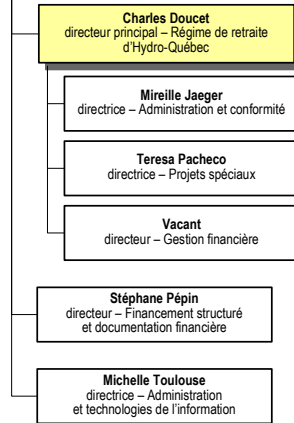 Charles Doucet
directeur principal – Régime de retraite
d'Hydro-Québec
Mireille Jaeger
directrice – Administration et conformité
Teresa Pacheco
directrice – Projets spéciaux
Vacant
directeur – Gestion financière
Stéphane Pépin
directeur – Financement structuré
et documentation financière
Michelle Toulouse
directrice – Administration
et technologies de l'information